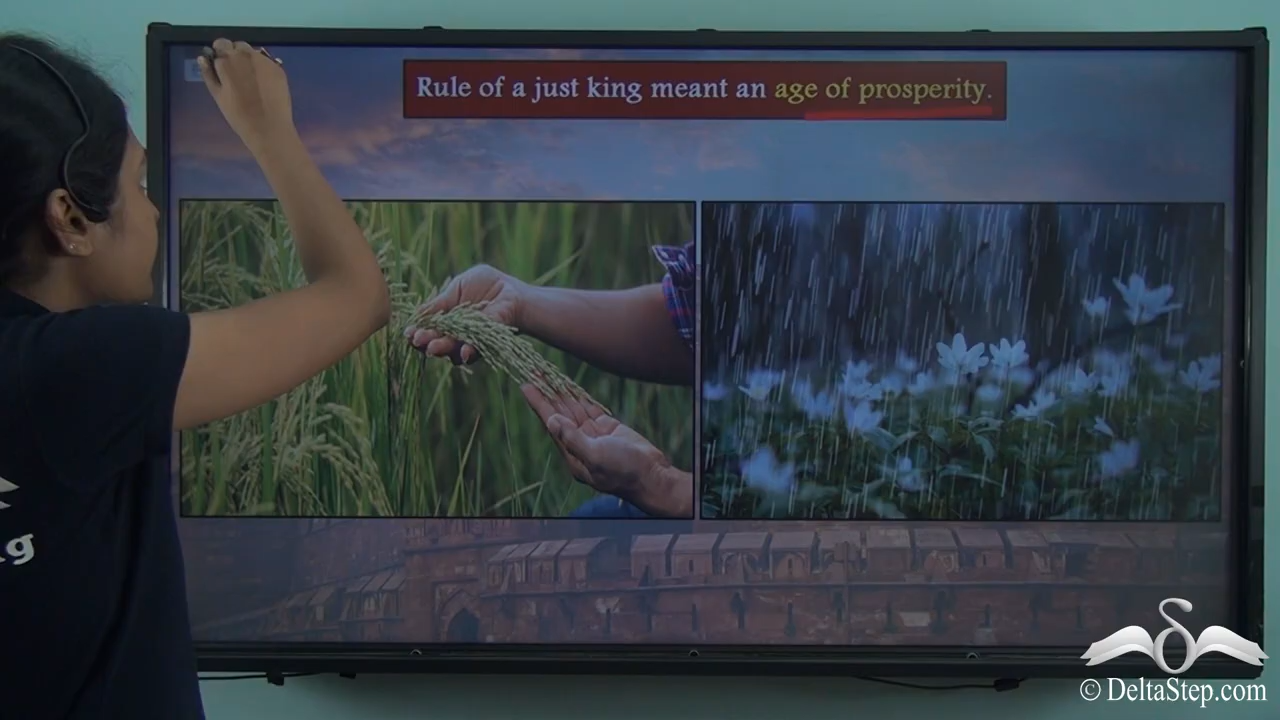 Rule of a just king meant an age of prosperity.
© DeltaStep.com